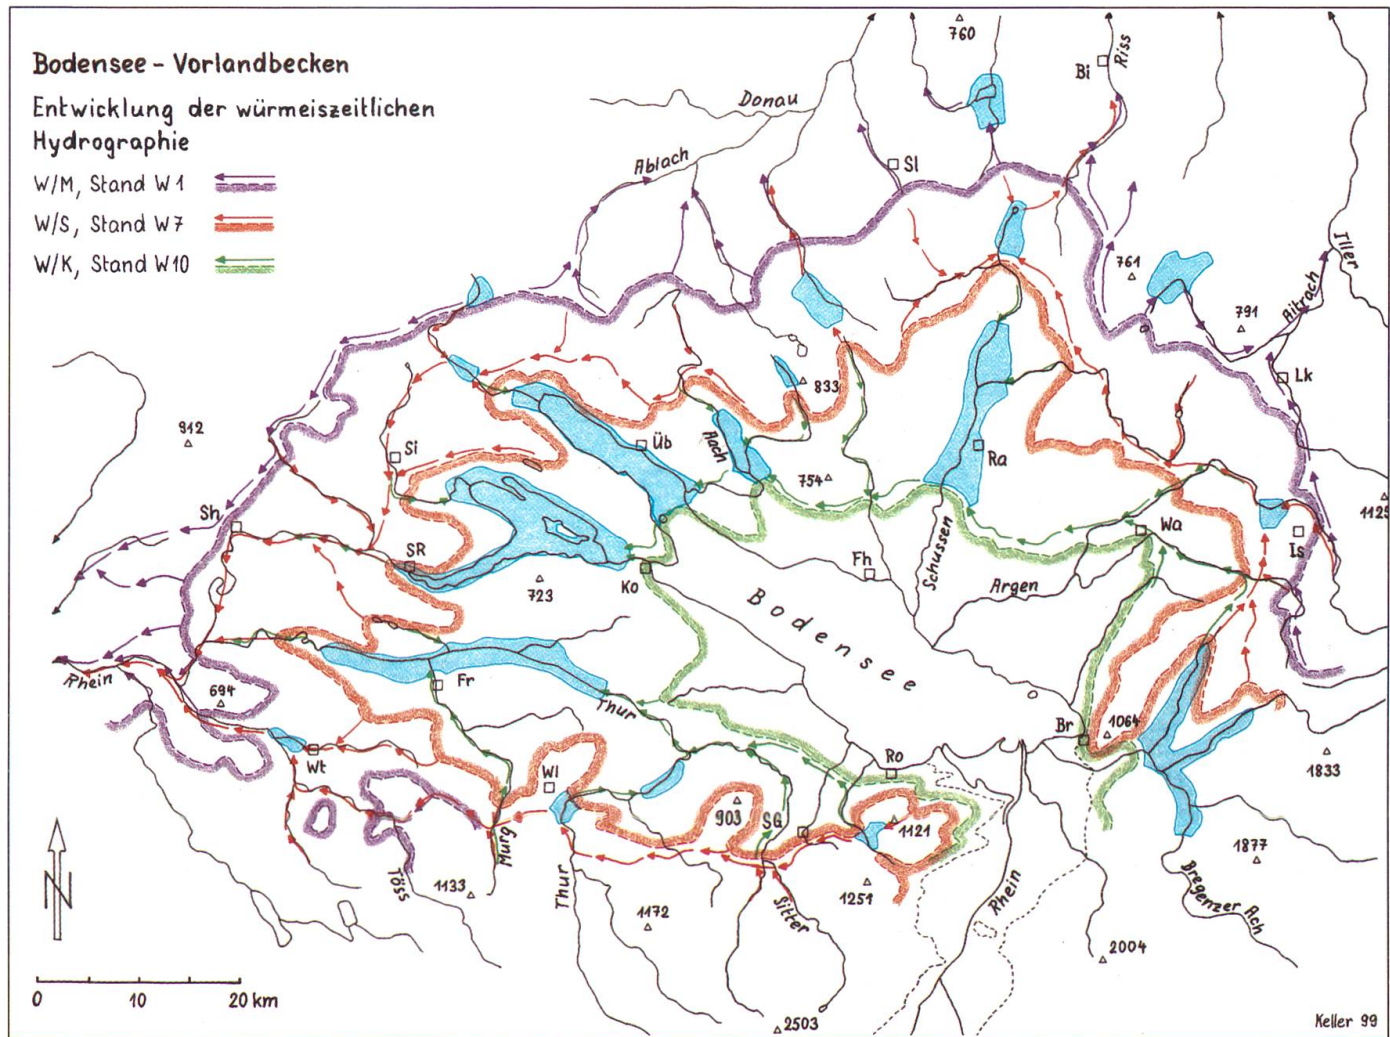 Bodensee – Vorlandbecken
Entwicklung der würmeiszeitlichen
Hydrographie
W/M, Stand W1
W/S, Stand W7
W/K, Stand W10
760
Bi
Riss
Donau
Ablach
Sl
Iller
761
Aitrach
791
Lk
833
912
Si
Üb
Aach
754
Ra
1129
Sh
Wa
Is
SR
Fh
Schussen
723
Ko
Argen
Bodensee
Rhein
694
Fr
Thur
Br
1064
1833
Wt
Wl
Ro
903
SG
1121
Murg
1877
Töss
1133
Thur
1251
Rhein
Bregenzer Ach
1172
Sitter
2004
N
0 10 20 km
2503
Keller 99